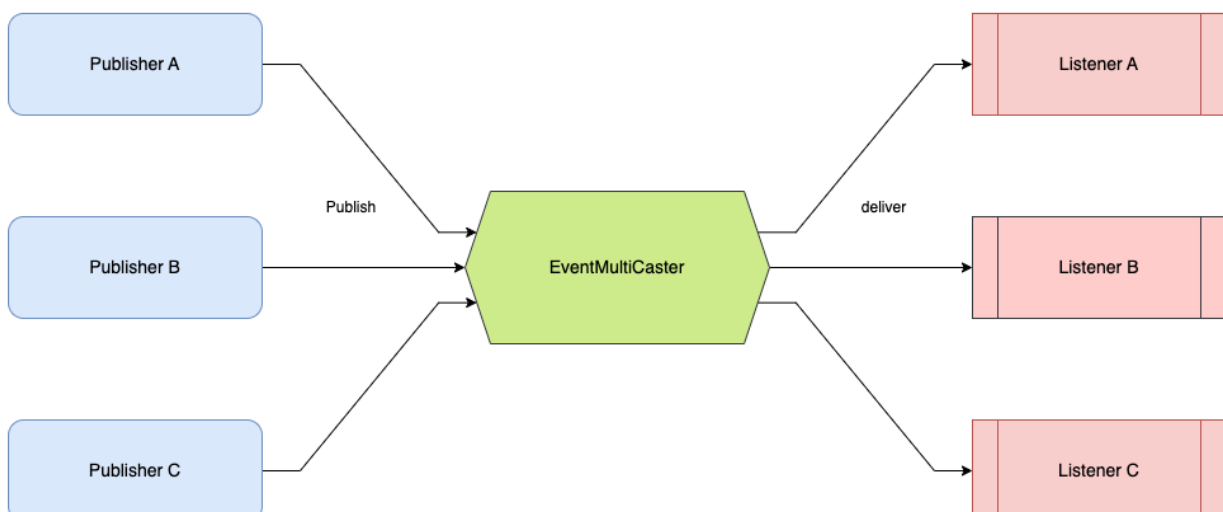 Publisher A
Listener A
Publish
deliver
Publisher B
EventMultiCaster
Listener B
Publisher C
Listener C